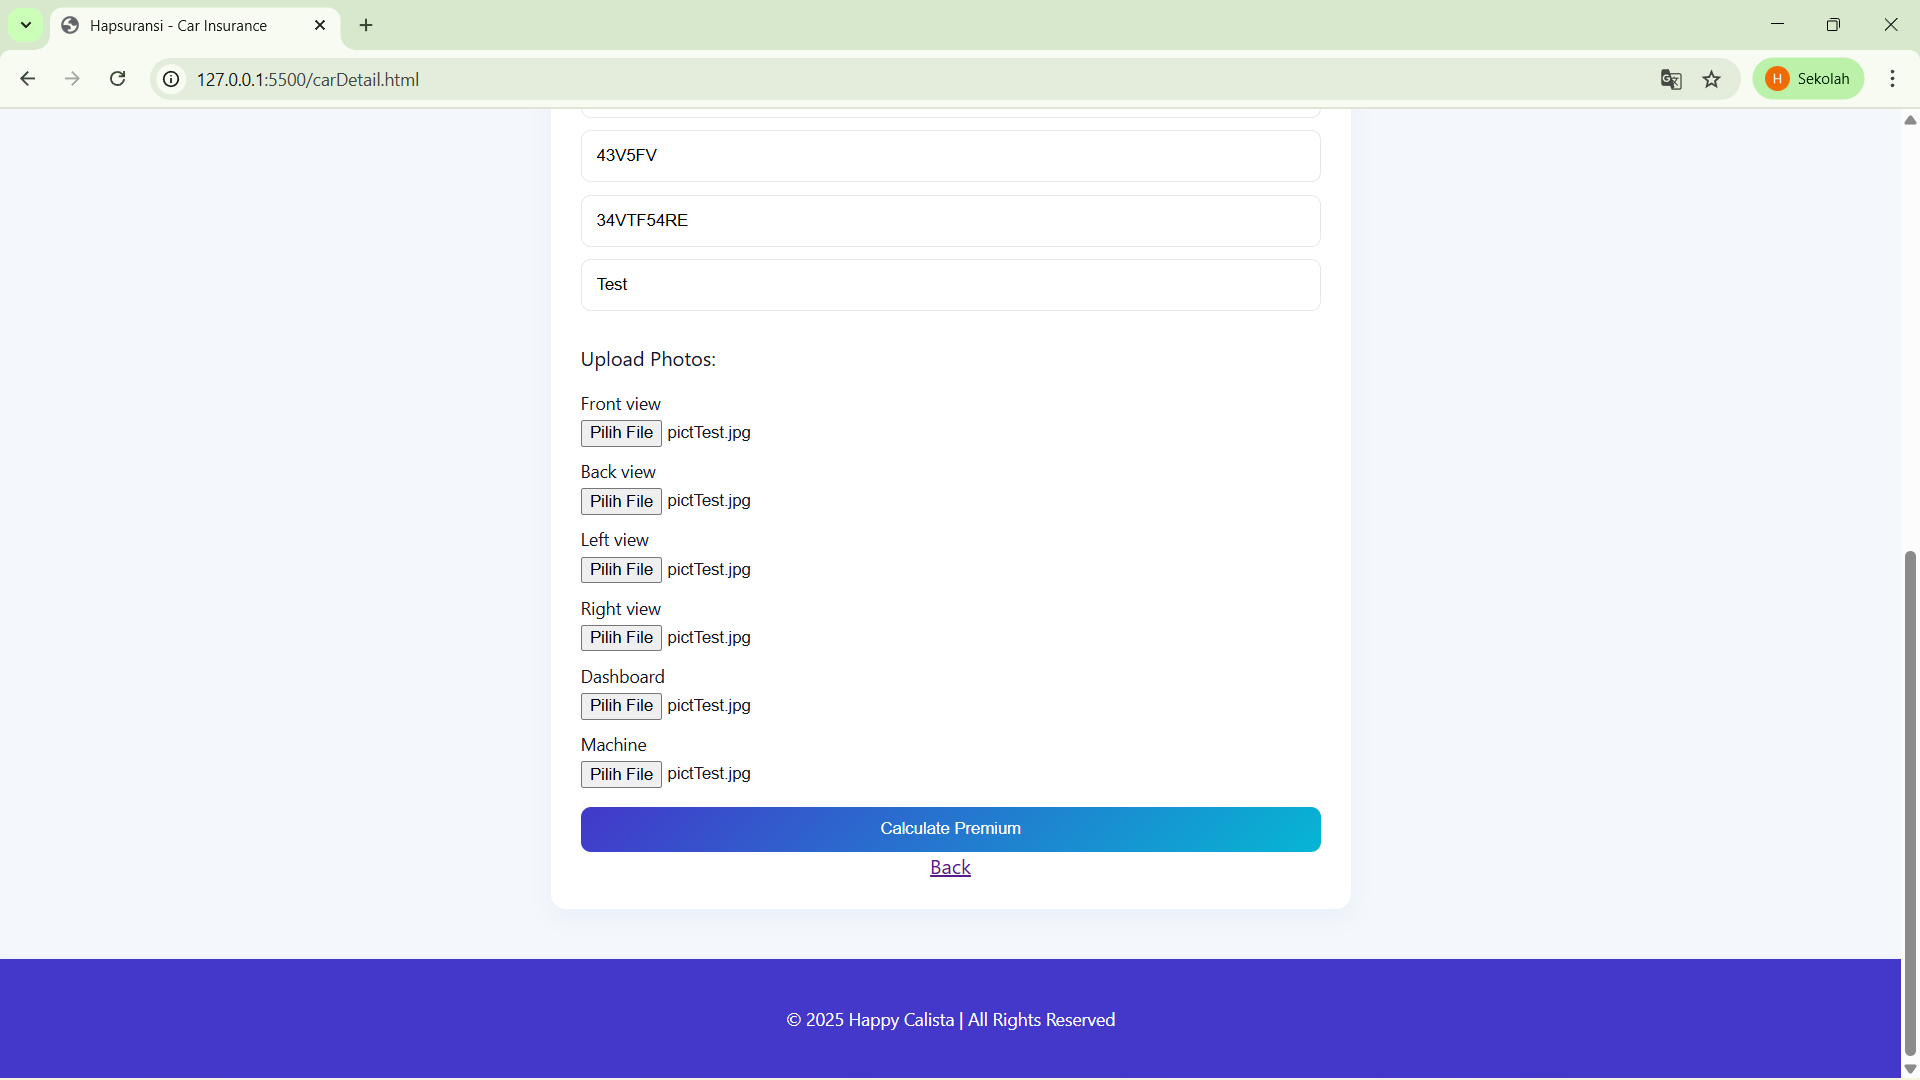 Hapsuransi - Car Insurance
127.0.0.1:5500/carDetail.html
H Sekolah
43V5FV
34VTF54RE
Test
Upload Photos:
Front view
Pilih File pictTest.jpg
Back view
Pilih File pictTest.jpg
Left view
Pilih File pictTest.jpg
Right view
Pilih File pictTest.jpg
Dashboard
Pilih File pictTest.jpg
Machine
Pilih File pictTest.jpg
Calculate Premium
Back
© 2025 Happy Calista | All Rights Reserved